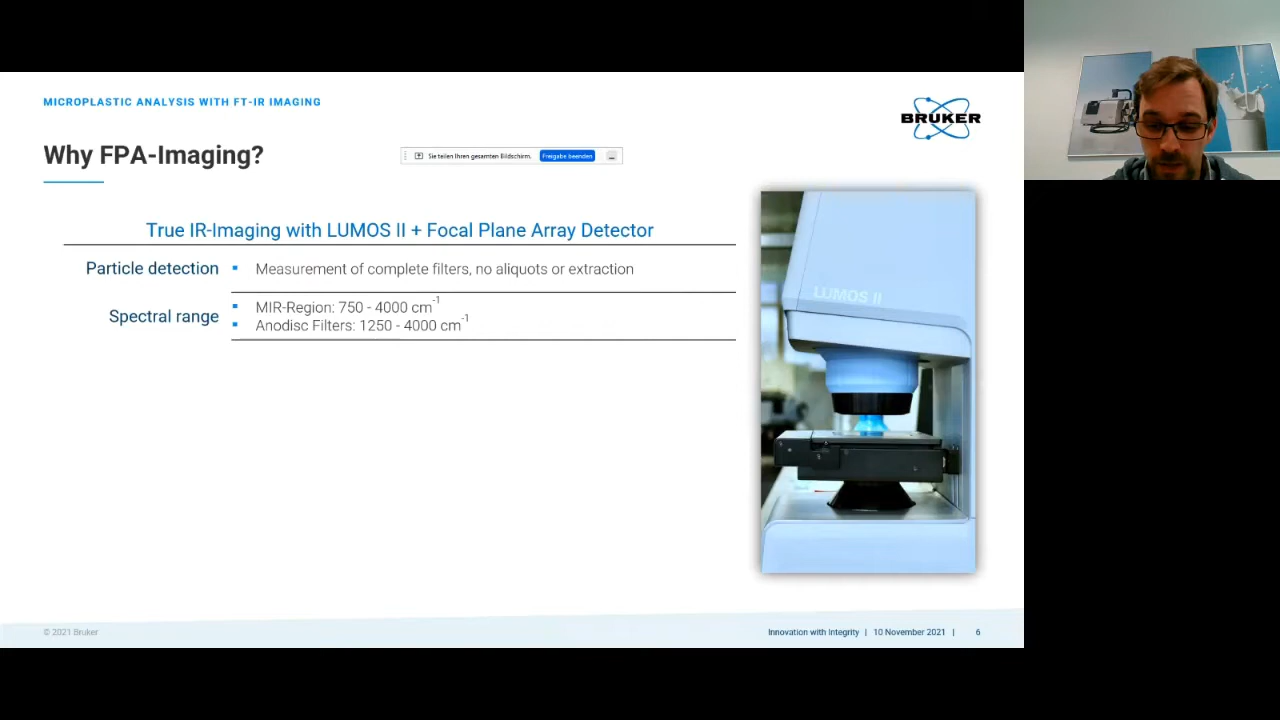 MICROPLASTIC ANALYSIS WITH FT-IR IMAGING
BRUKER
Why FPA-Imaging?
Sie teilen Ihren gesamten Bildschirm. Freigabe beenden
True IR-Imaging with LUMOS II + Focal Plane Array Detector
Particle detection ▪ Measurement of complete filters, no aliquots or extraction
Spectral range
▪ MIR-Region: 750 - 4000 cm⁻¹
▪ Anodisc Filters: 1250 - 4000 cm⁻¹
LUMOS II
© 2021 Bruker
Innovation with Integrity | 10 November 2021 | 6